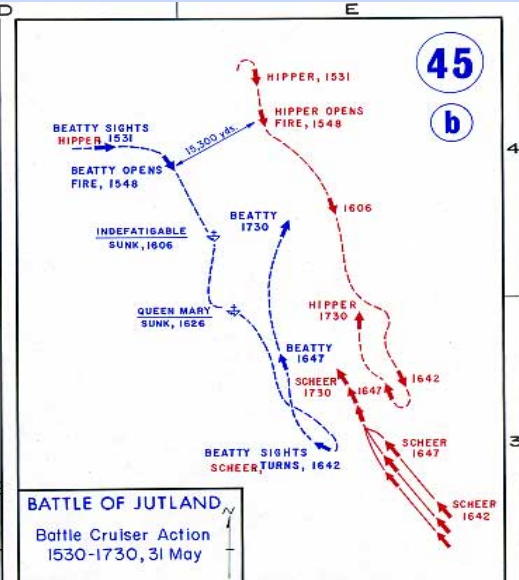 D
E
45
b
4
3
HIPPER, 1531
HIPPER OPENS
FIRE, 1548
BEATTY SIGHTS
HIPPER 1531
15,300 yds.
BEATTY OPENS
FIRE, 1548
1606
BEATTY
1730
INDEFATIGABLE
SUNK, 1606
HIPPER
1730
QUEEN MARY
SUNK, 1626
BEATTY
1647
SCHEER
1730
1647
1642
BEATTY SIGHTS
SCHEER, TURNS, 1642
SCHEER
1647
SCHEER
1642
BATTLE OF JUTLAND
Battle Cruiser Action
1530-1730, 31 May
N